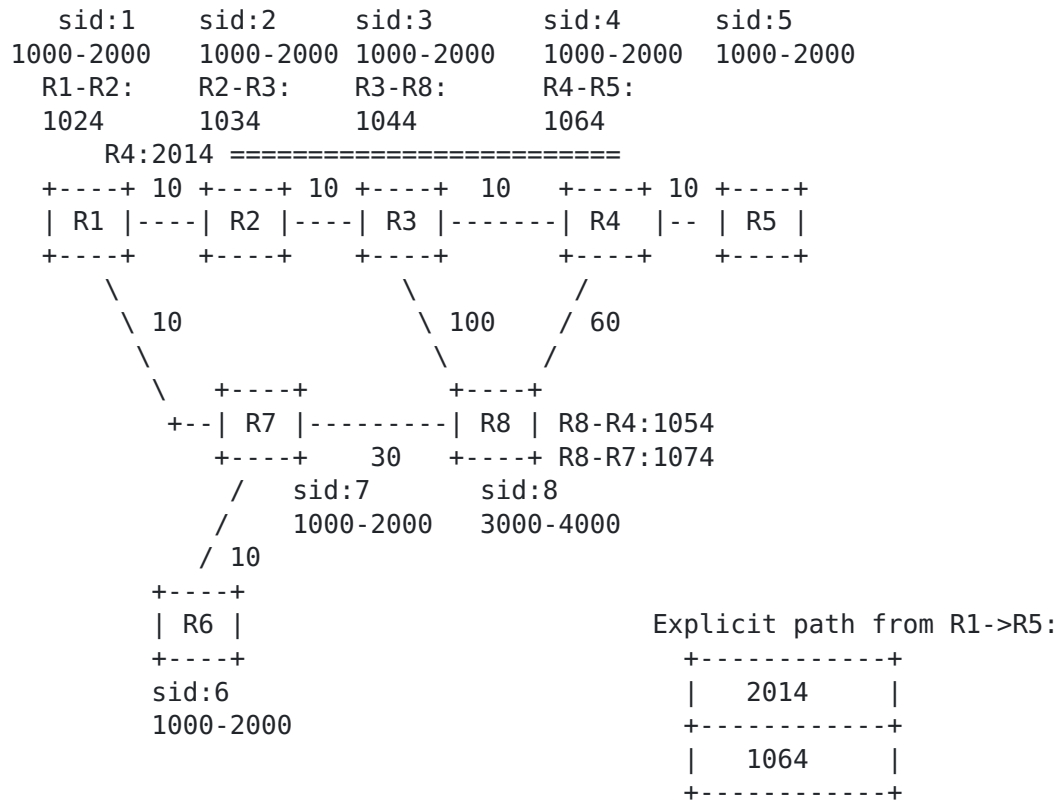 sid:1 sid:2 sid:3 sid:4 sid:5
1000-2000 1000-2000 1000-2000 1000-2000 1000-2000
R1-R2: R2-R3: R3-R8: R4-R5:
1024 1034 1044 1064
R4:2014 =========================
+----+ 10 +----+ 10 +----+ 10 +----+ 10 +----+
| R1 |----| R2 |----| R3 |-------| R4 |-- | R5 |
+----+ +----+ +----+ +----+ +----+
\ \ /
\ 10 \ 100 / 60
\ \ /
\ +----+ +----+
+--| R7 |---------| R8 | R8-R4:1054
+----+ 30 +----+ R8-R7:1074
/ sid:7 sid:8
/ 1000-2000 3000-4000
/ 10
+----+
| R6 | Explicit path from R1->R5:
+----+ +------------+
sid:6 | 2014 |
1000-2000 +------------+
| 1064 |
+------------+